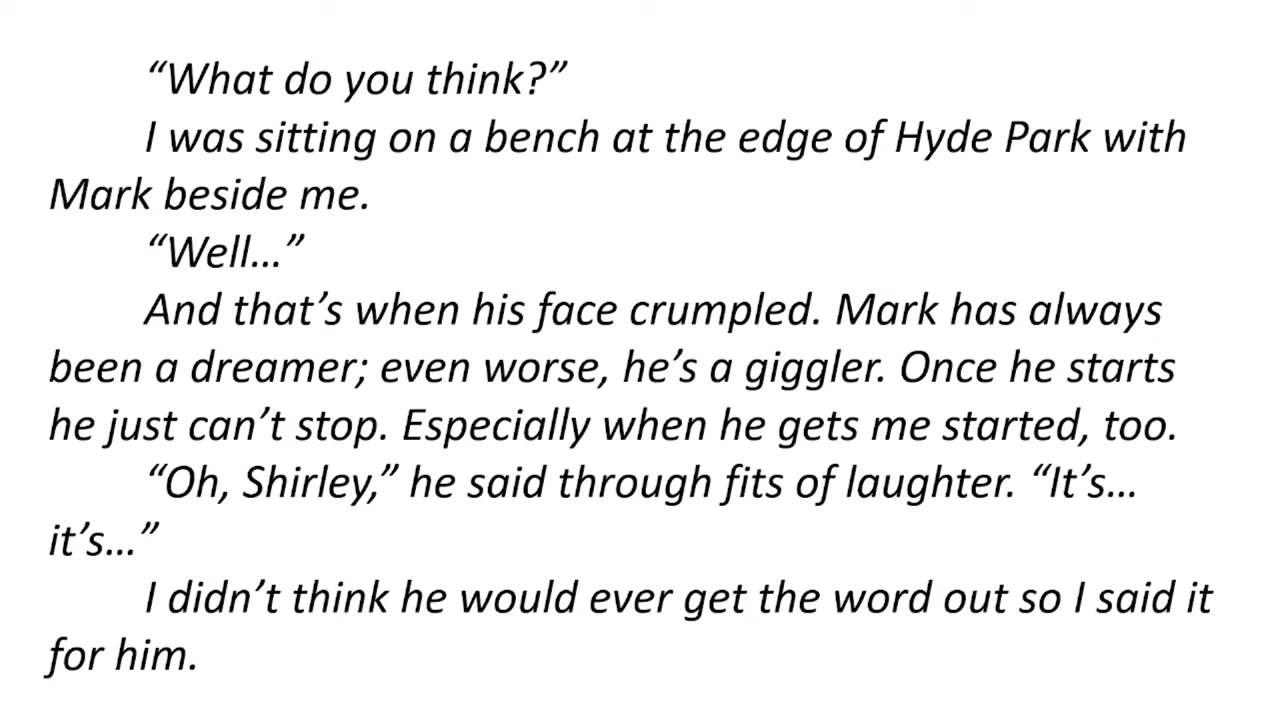 “What do you think?”
I was sitting on a bench at the edge of Hyde Park with
Mark beside me.
“Well…”
And that’s when his face crumpled. Mark has always
been a dreamer; even worse, he’s a giggler. Once he starts
he just can’t stop. Especially when he gets me started, too.
“Oh, Shirley,” he said through fits of laughter. “It’s…
it’s…”
I didn’t think he would ever get the word out so I said it
for him.